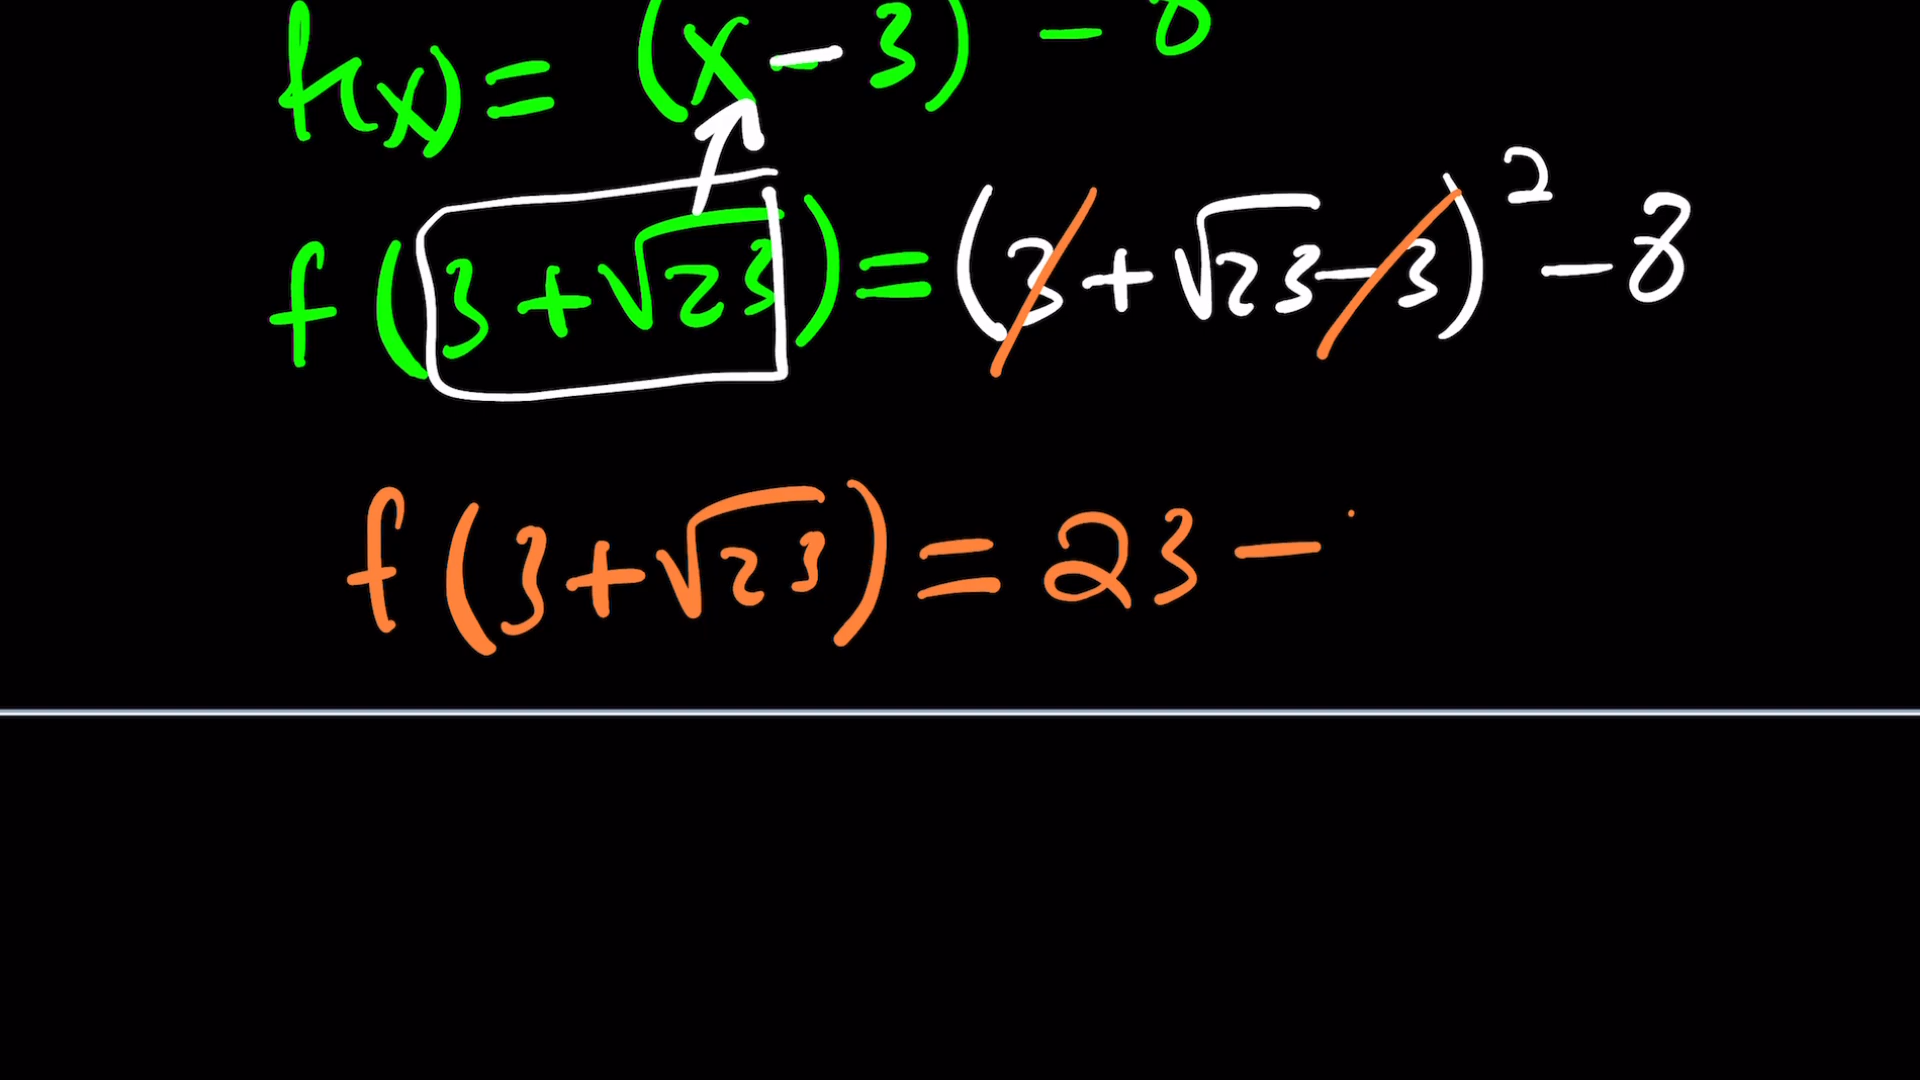 f(x) = (x - 3) - 8
f(3+√23) = (3+√23-3)² - 8
f(3+√23) = 23 -